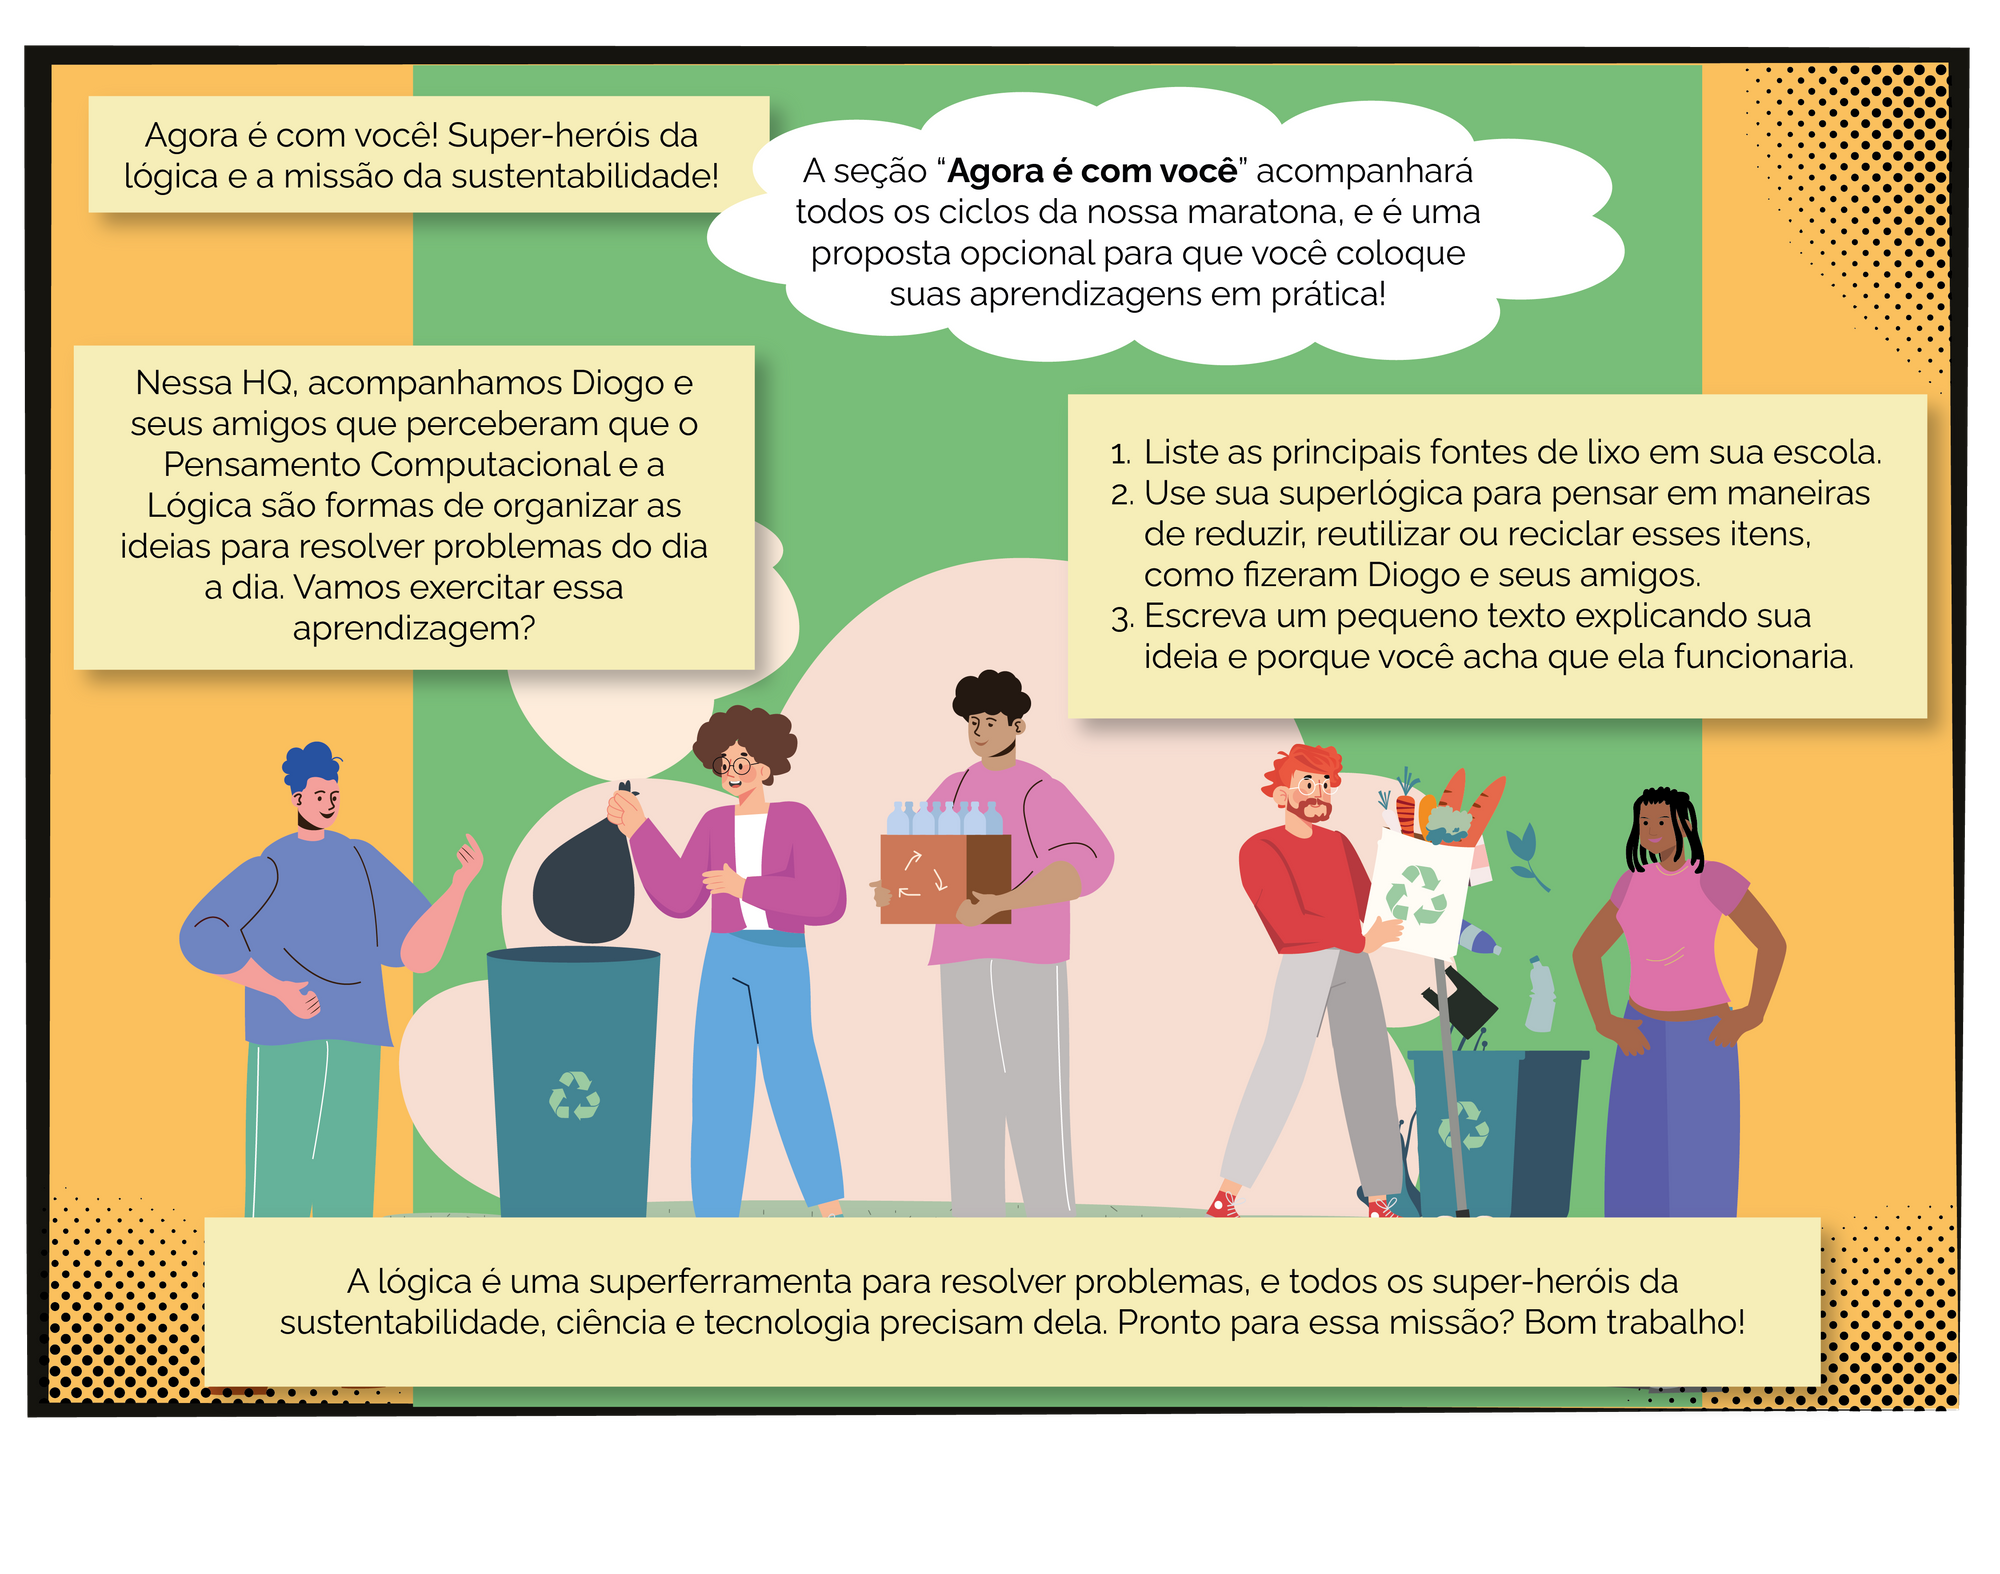 Agora é com você! Super-heróis da
lógica e a missão da sustentabilidade!
A seção “Agora é com você” acompanhará
todos os ciclos da nossa maratona, e é uma
proposta opcional para que você coloque
suas aprendizagens em prática!
Nessa HQ, acompanhamos Diogo e
seus amigos que perceberam que o
Pensamento Computacional e a
Lógica são formas de organizar as
ideias para resolver problemas do dia
a dia. Vamos exercitar essa
aprendizagem?
1. Liste as principais fontes de lixo em sua escola.
2. Use sua superlógica para pensar em maneiras
de reduzir, reutilizar ou reciclar esses itens,
como fizeram Diogo e seus amigos.
3. Escreva um pequeno texto explicando sua
ideia e porque você acha que ela funcionaria.
A lógica é uma superferramenta para resolver problemas, e todos os super-heróis da
sustentabilidade, ciência e tecnologia precisam dela. Pronto para essa missão? Bom trabalho!